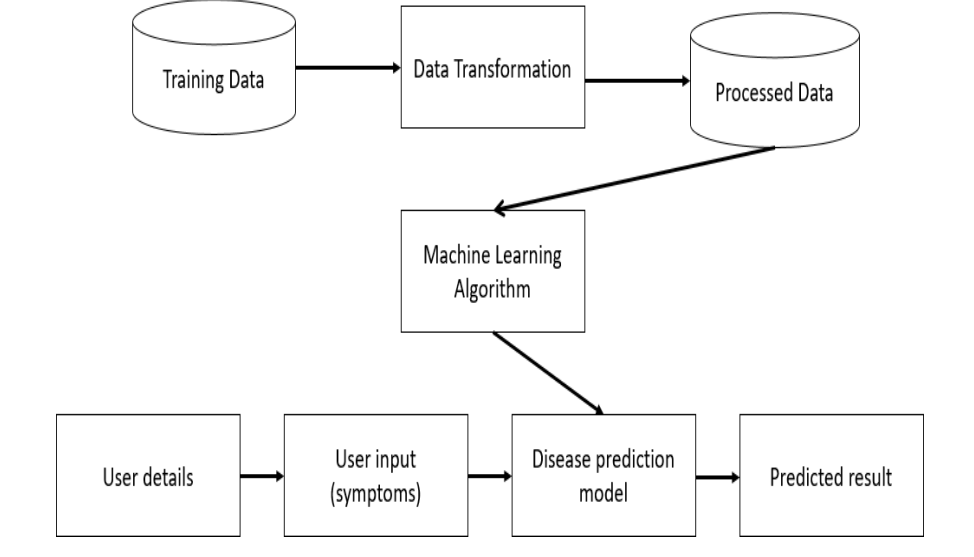 Training Data
Data Transformation
Processed Data
Machine Learning
Algorithm
User details
User input
(symptoms)
Disease prediction
model
Predicted result